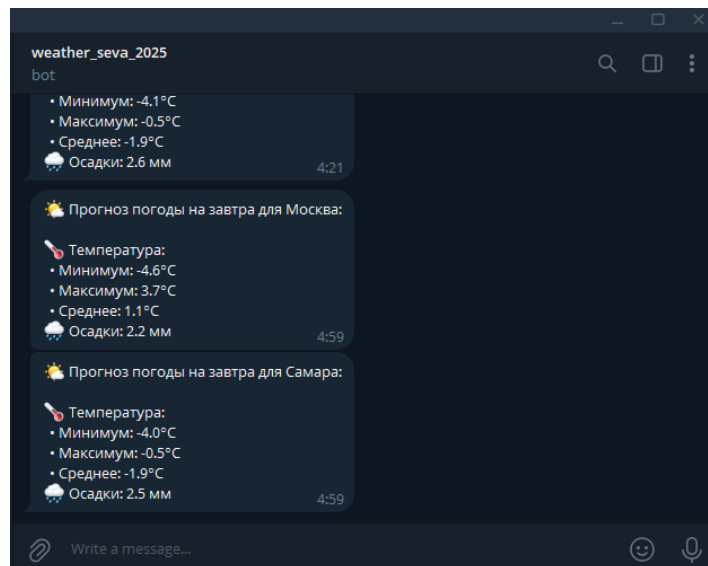 weather_seva_2025
bot
• Минимум: -4.1°C
• Максимум: -0.5°C
• Среднее: -1.9°C
🌧 Осадки: 2.6 мм
4:21
🌤 Прогноз погоды на завтра для Москва:
🌡 Температура:
• Минимум: -4.6°C
• Максимум: 3.7°C
• Среднее: 1.1°C
🌧 Осадки: 2.2 мм
4:59
🌤 Прогноз погоды на завтра для Самара:
🌡 Температура:
• Минимум: -4.0°C
• Максимум: -0.5°C
• Среднее: -1.9°C
🌧 Осадки: 2.5 мм
4:59
Write a message...